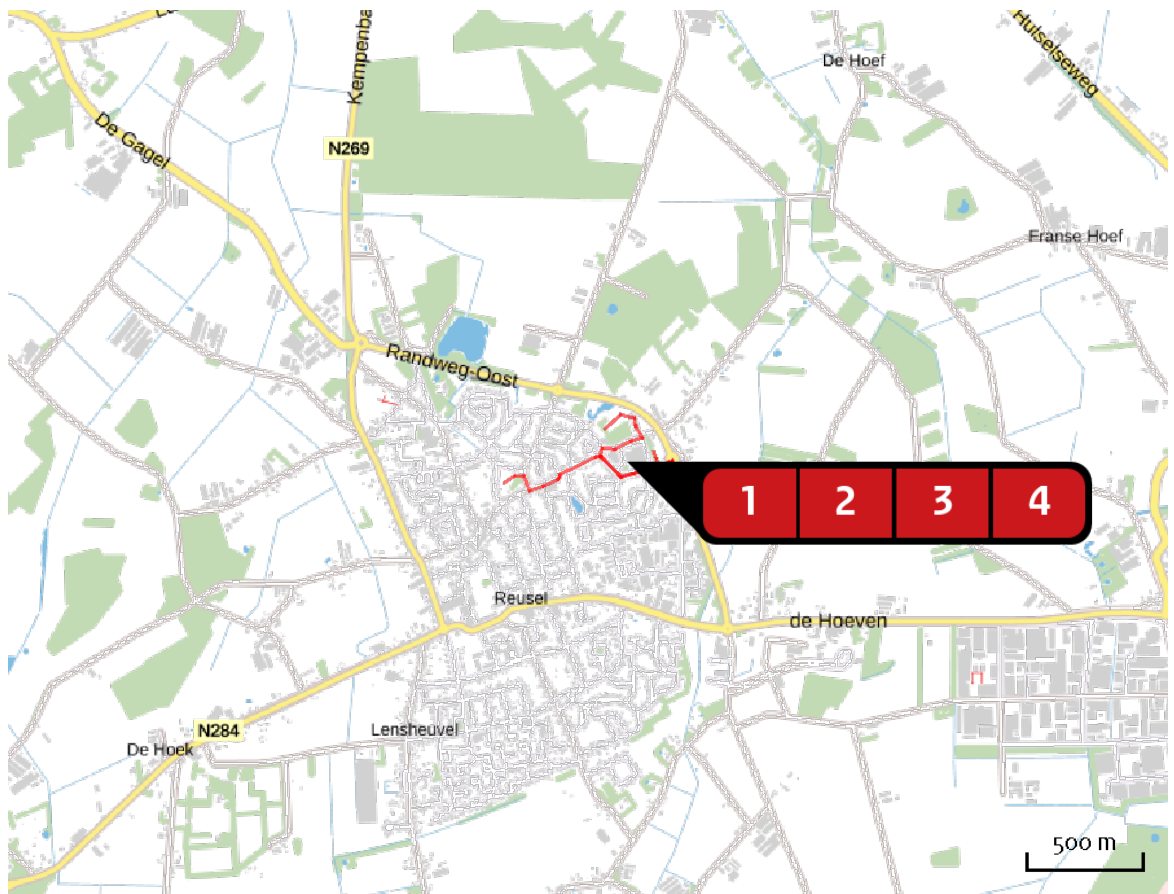 Kempenba
Huiselseweg
De Hoef
De Gagel
N269
Franse Hoef
Randweg-Oost
1 2 3 4
Reusel
de Hoeven
N284
Lensheuvel
De Hoek
500 m